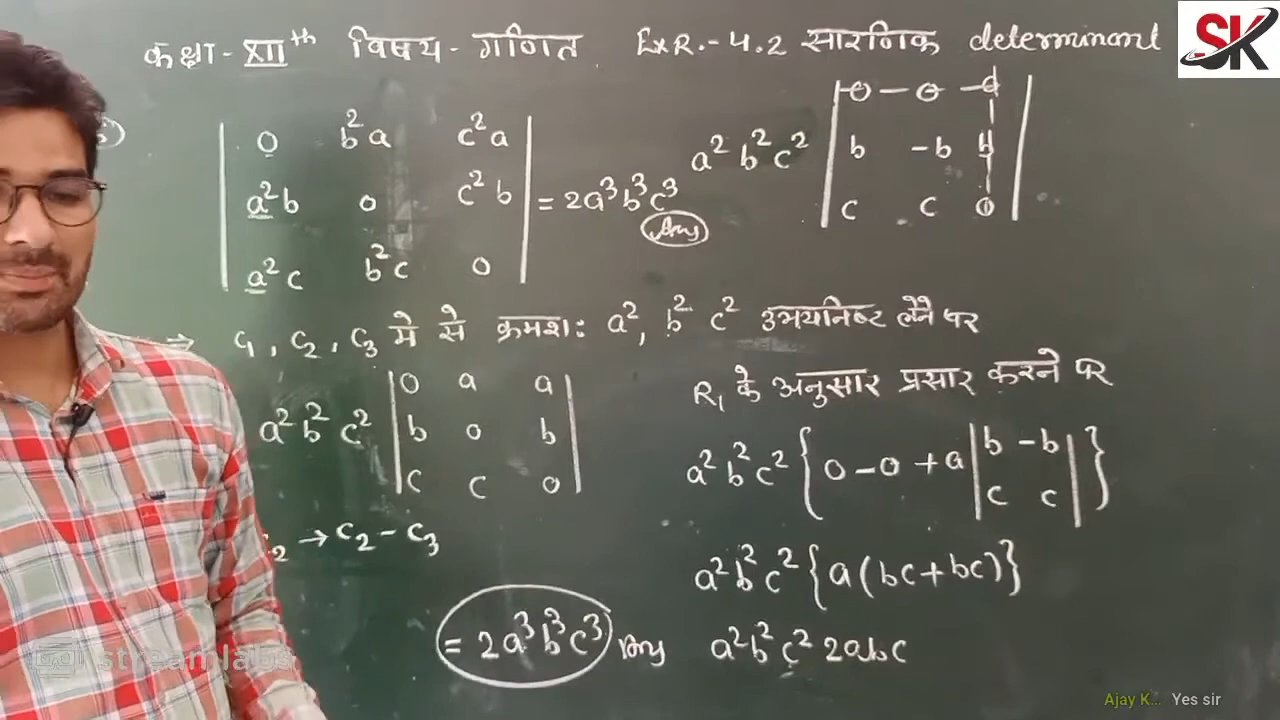 कक्षा - XIIth विषय - गणित ExR.-4.2 सारणिक determinant
SK
0 b²a c²a
a²b 0 c²b
a²c b²c 0
= 2a³b³c³
Ans
c₁, c₂, c₃ मे से क्रमशः a², b² c² उभयनिष्ट लेने पर
a²b²c²
0 a a
b 0 b
c c 0
→ c₂ - c₃
= 2a³b³c³ Ans
a²b²c²
0 0 a
b -b b
c c 0
R₁ के अनुसार प्रसार करने पर
a²b²c² { 0 - 0 + a | b -b | }
c c
a²b²c² { a (bc + bc) }
a²b²c² 2abc
streamlabs
Ajay K... Yes sir